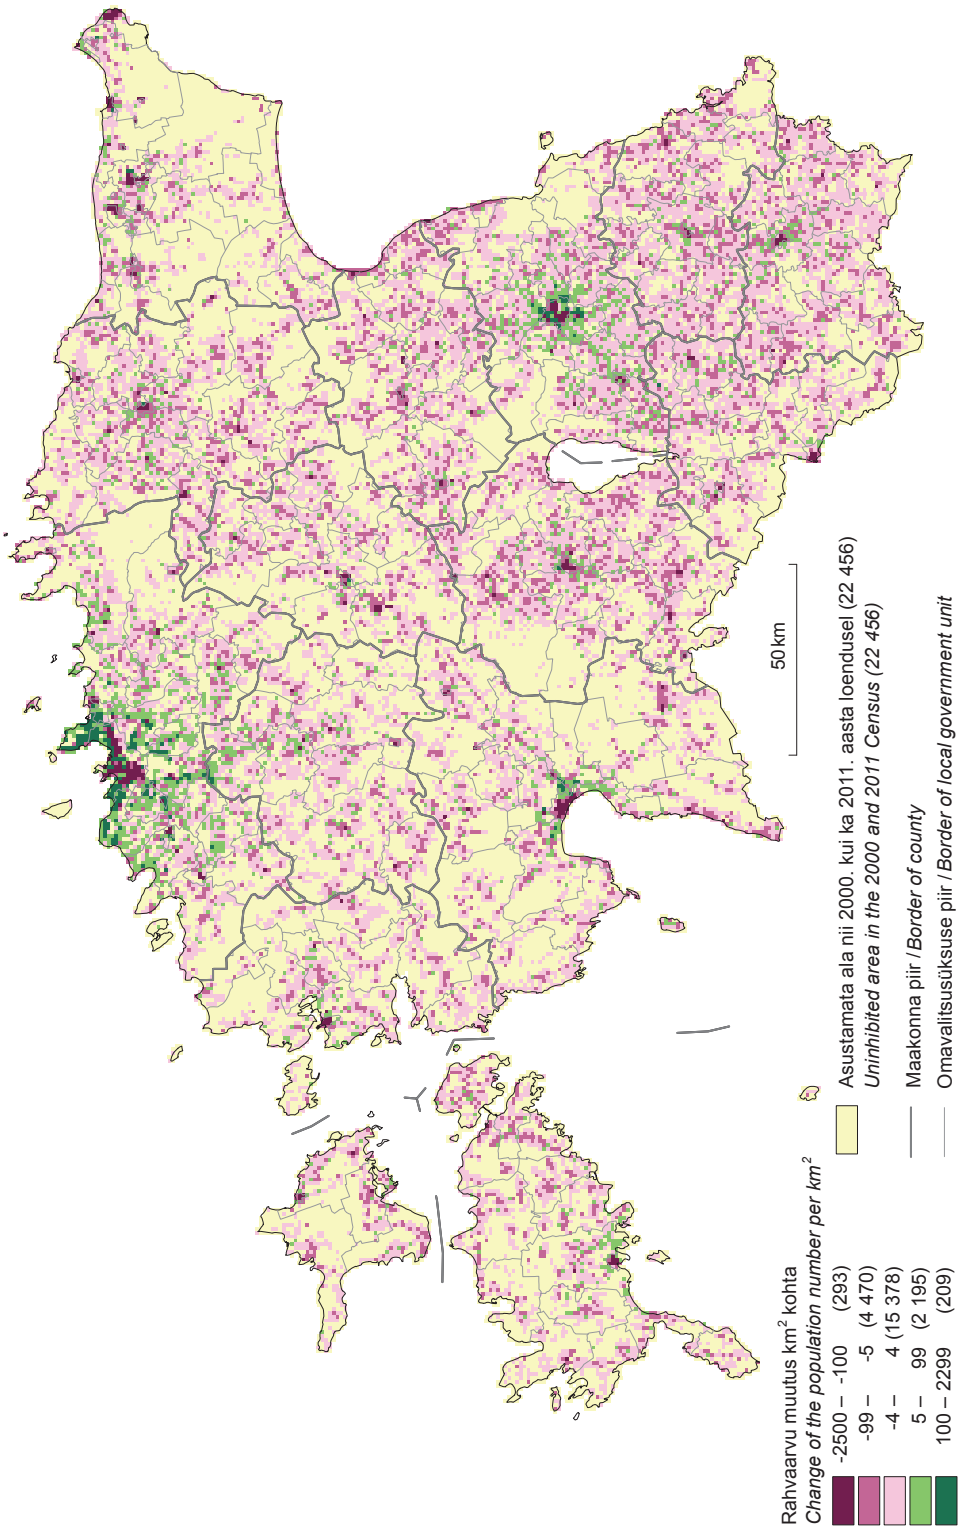 Rahvaarvu muutus km² kohta
Change of the population number per km²
-2500 – -100 (293)
-99 – -5 (4 470)
-4 – 4 (15 378)
5 – 99 (2 195)
100 – 2299 (209)
Asustamata ala nii 2000. kui ka 2011. aasta loendusel (22 456)
Uninhibited area in the 2000 and 2011 Census (22 456)
Maakonna piir / Border of county
Omavalitsusüksuse piir / Border of local government unit
50 km